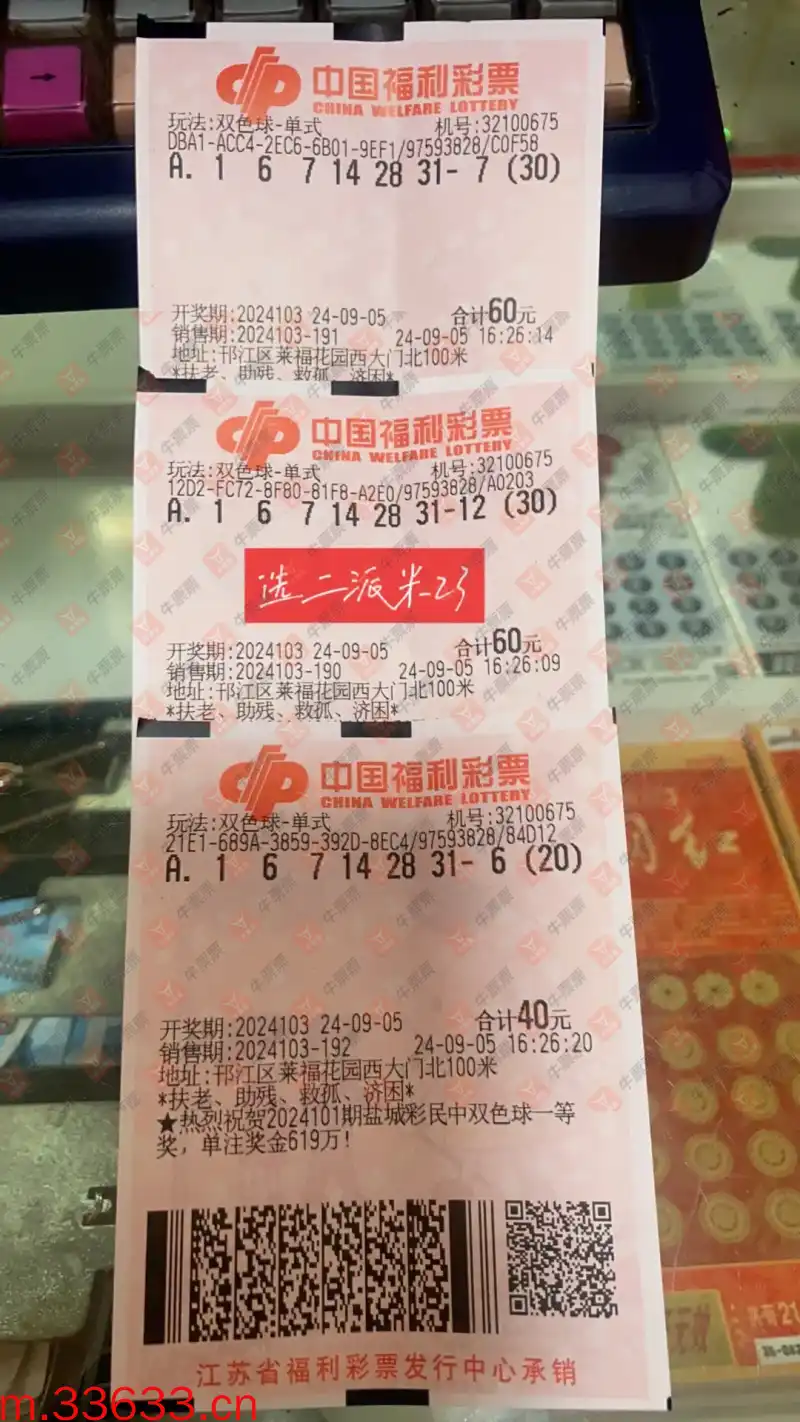 中国福利彩票
CHINA WELFARE LOTTERY
玩法:双色球-单式 机号:32100675
DBA1-ACC4-2EC6-6B01-9EF1/97593828/C0F58
A. 1 6 7 14 28 31- 7 (30)
开奖期:2024103 24-09-05 合计60元
销售期:2024103-191 24-09-05 16:26:14
地址:邗江区莱福花园西大门北100米
*扶老、助残、救孤、济困*
中国福利彩票
CHINA WELFARE LOTTERY
玩法:双色球-单式 机号:32100675
12D2-FC72-8F80-81F8-A2E0/97593828/A0203
A. 1 6 7 14 28 31-12 (30)
选二派米-23
开奖期:2024103 24-09-05 合计60元
销售期:2024103-190 24-09-05 16:26:09
地址:邗江区莱福花园西大门北100米
*扶老、助残、救孤、济困*
中国福利彩票
CHINA WELFARE LOTTERY
玩法:双色球-单式 机号:32100675
21E1-689A-3859-392D-8EC4/97593828/84D12
A. 1 6 7 14 28 31- 6 (20)
开奖期:2024103 24-09-05 合计40元
销售期:2024103-192 24-09-05 16:26:20
地址:邗江区莱福花园西大门北100米
*扶老、助残、救孤、济困*
★热烈祝贺2024101期盐城彩民中双色球一等
奖，单注奖金619万!
江苏省福利彩票发行中心承销
m.33633.cn
牛票票
红